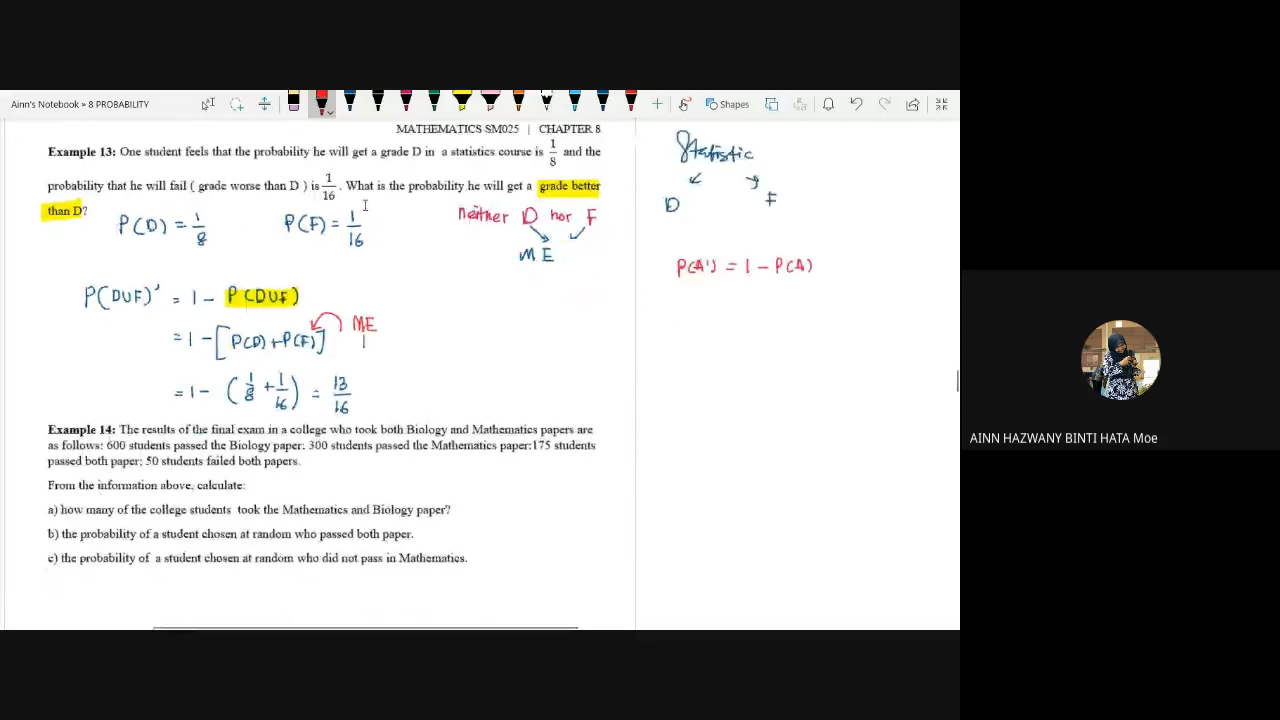 Ainn's Notebook » 8 PROBABILITY
Shapes
MATHEMATICS SM025 | CHAPTER 8
Example 13: One student feels that the probability he will get a grade D in a statistics course is 1/8 and the
probability that he will fail ( grade worse than D ) is 1/16 . What is the probability he will get a grade better
than D?
P(D) = 1/8 P(F) = 1/16 neither D nor F
M E
P(D∪F)' = 1 - P(D∪F)
= 1 - [P(D) + P(F)] ME
= 1 - (1/8 + 1/16) = 13/16
Example 14: The results of the final exam in a college who took both Biology and Mathematics papers are
as follows: 600 students passed the Biology paper; 300 students passed the Mathematics paper;175 students
passed both paper; 50 students failed both papers.
From the information above, calculate:
a) how many of the college students took the Mathematics and Biology paper?
b) the probability of a student chosen at random who passed both paper.
c) the probability of a student chosen at random who did not pass in Mathematics.
Statistic
D F
P(A') = 1 - P(A)
AINN HAZWANY BINTI HATA Moe